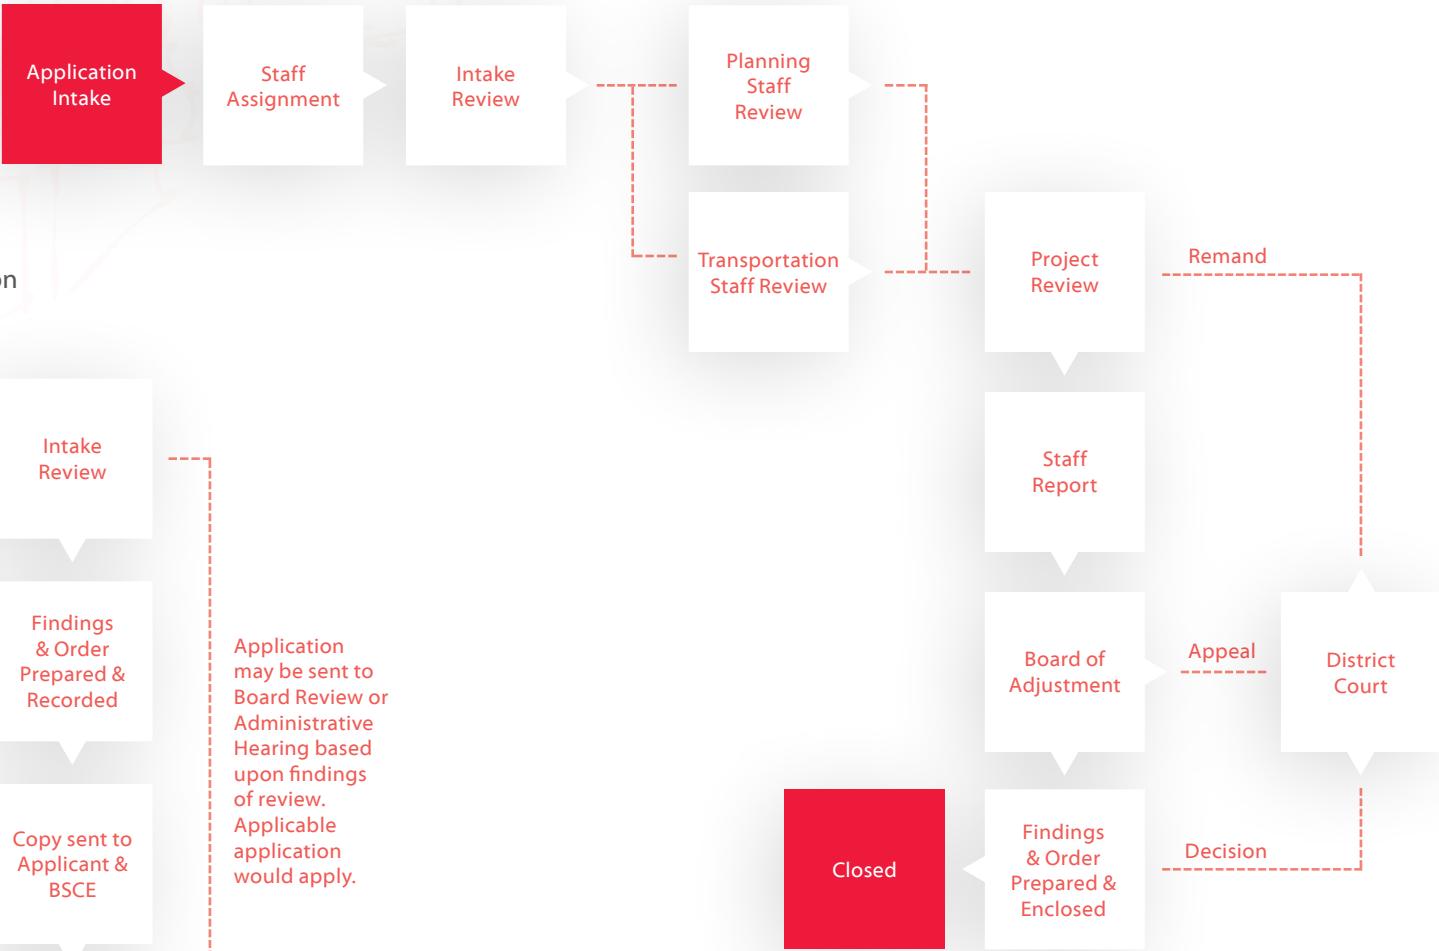 Application
Intake
Staff
Assignment
Intake
Review
Planning
Staff
Review
Transportation
Staff Review
Project
Review
Remand
Staff
Report
Board of
Adjustment
Appeal
District
Court
Findings
& Order
Prepared &
Enclosed
Decision
Closed
on
Intake
Review
Findings
& Order
Prepared &
Recorded
Copy sent to
Applicant &
BSCE
Application
may be sent to
Board Review or
Administrative
Hearing based
upon findings
of review.
Applicable
application
would apply.